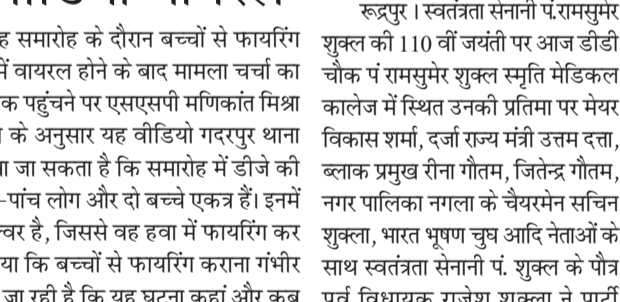 ह समारोह के दौरान बच्चों से फायरिंग
में वायरल होने के बाद मामला चर्चा का
क पहुंचने पर एसएसपी मणिकांत मिश्रा
के अनुसार यह वीडियो गदरपुर थाना
ा जा सकता है कि समारोह में डीजे की
-पांच लोग और दो बच्चे एकत्र हैं। इनमें
्वर है, जिससे वह हवा में फायरिंग कर
या कि बच्चों से फायरिंग कराना गंभीर
जा रही है कि यह घटना कहां और कब
रूद्रपुर । स्वतंत्रता सेनानी पं.रामसुमेर
शुक्ल की 110 वीं जयंती पर आज डीडी
चौक पं रामसुमेर शुक्ल स्मृति मेडिकल
कालेज में स्थित उनकी प्रतिमा पर मेयर
विकास शर्मा, दर्जा राज्य मंत्री उत्तम दत्ता,
ब्लाक प्रमुख रीना गौतम, जितेन्द्र गौतम,
नगर पालिका नगला के चैयरमेन सचिन
शुक्ला, भारत भूषण चुघ आदि नेताओं के
साथ स्वतंत्रता सेनानी पं. शुक्ल के पौत्र
पूर्व विधायक राजेश शुक्ला ने पार्टी